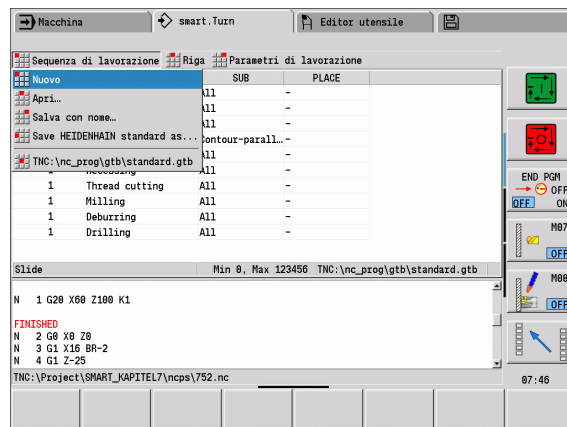 Macchina
smart.Turn
Editor utensile
Sequenza di lavorazione
Riga
Parametri di lavorazione
Nuovo
SUB PLACE
Apri…
All -
All -
Salva con nome…
All -
Save HEIDENHAIN standard as...
Contour-parall… -
TNC:\nc_prog\gtb\standard.gtb
All -
All -
1 Thread cutting All -
1 Milling All -
1 Deburring All -
1 Drilling All -
Slide Min 0, Max 123456 TNC:\nc_prog\gtb\standard.gtb
N 1 G20 X60 Z100 K1
FINISHED
N 2 G0 X0 Z0
N 3 G1 X16 BR-2
N 4 G1 Z-25
TNC:\Project\SMART_KAPITEL7\ncps\752.nc
END PGM
OFF
OFF ON
M07
OFF
M08
OFF
07:46